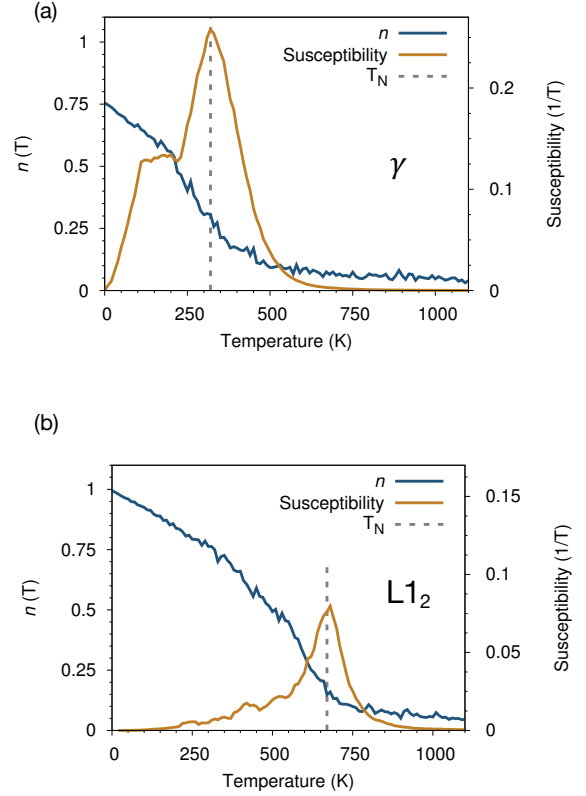 (a)
n
Susceptibility
T_N
γ
n (T)
1
0.75
0.5
0.25
0
0.2
0.1
0
Susceptibility (1/T)
0 250 500 750 1000
Temperature (K)
(b)
n
Susceptibility
T_N
L1₂
n (T)
1
0.75
0.5
0.25
0
0.15
0.1
0.05
0
Susceptibility (1/T)
0 250 500 750 1000
Temperature (K)